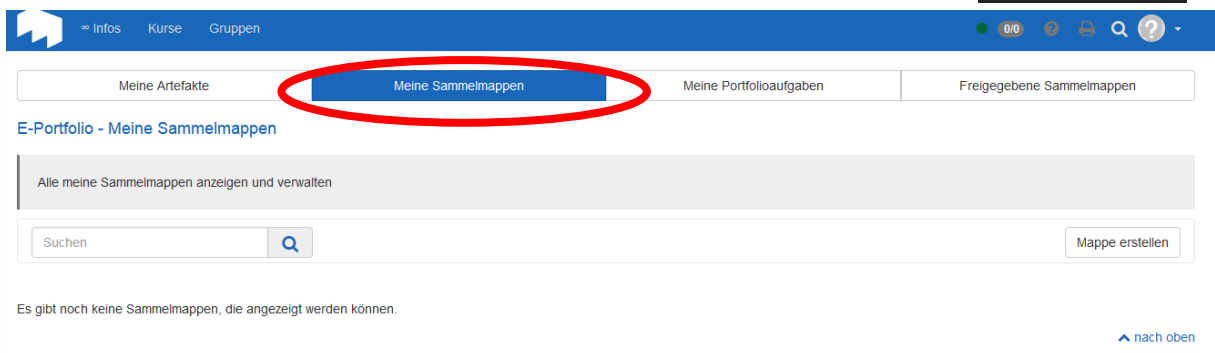 ∞ Infos Kurse Gruppen 0/0 ? ?
Meine Artefakte Meine Sammelmappen Meine Portfolioaufgaben Freigegebene Sammelmappen
E-Portfolio - Meine Sammelmappen
Alle meine Sammelmappen anzeigen und verwalten
Suchen Mappe erstellen
Es gibt noch keine Sammelmappen, die angezeigt werden können.
nach oben